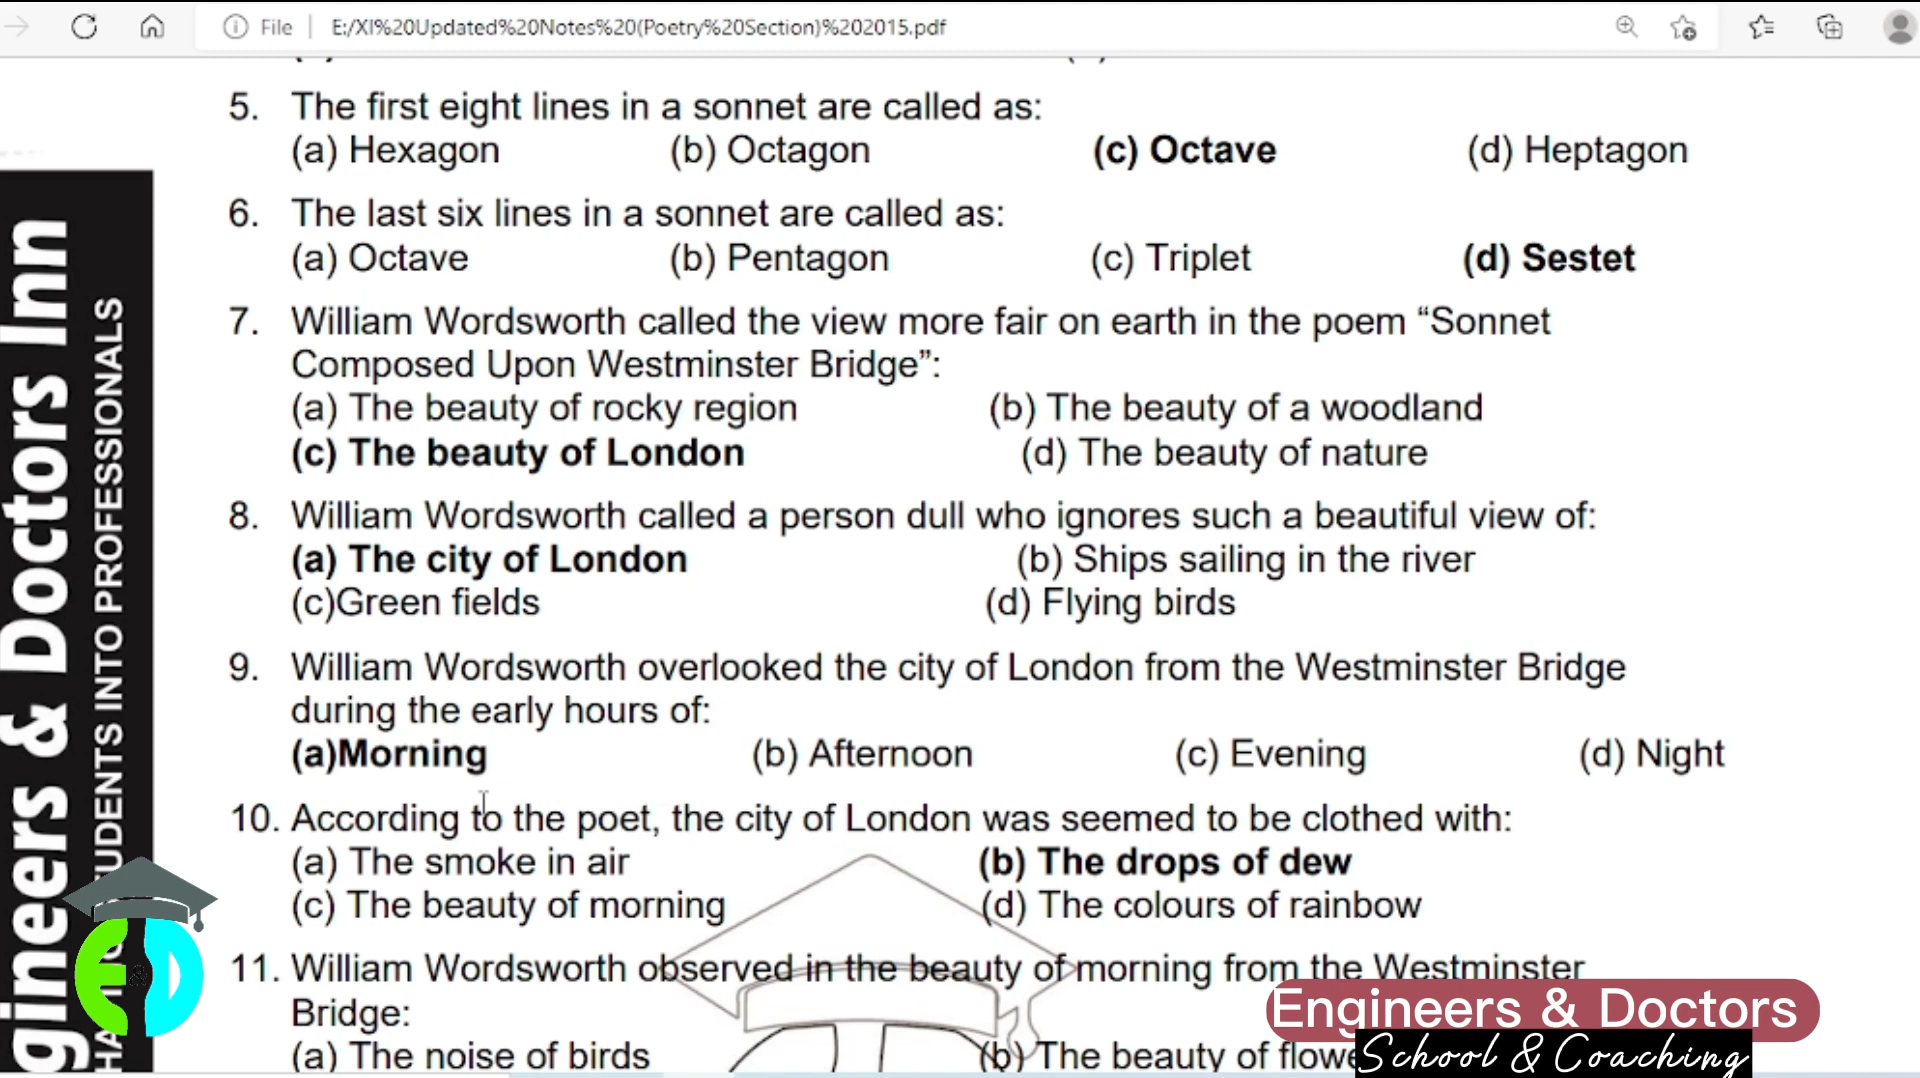 File E:/XI%20Updated%20Notes%20(Poetry%20Section)%202015.pdf
5. The first eight lines in a sonnet are called as:
(a) Hexagon (b) Octagon (c) Octave (d) Heptagon
6. The last six lines in a sonnet are called as:
(a) Octave (b) Pentagon (c) Triplet (d) Sestet
7. William Wordsworth called the view more fair on earth in the poem “Sonnet
Composed Upon Westminster Bridge”:
(a) The beauty of rocky region (b) The beauty of a woodland
(c) The beauty of London (d) The beauty of nature
8. William Wordsworth called a person dull who ignores such a beautiful view of:
(a) The city of London (b) Ships sailing in the river
(c)Green fields (d) Flying birds
9. William Wordsworth overlooked the city of London from the Westminster Bridge
during the early hours of:
(a)Morning (b) Afternoon (c) Evening (d) Night
10. According to the poet, the city of London was seemed to be clothed with:
(a) The smoke in air (b) The drops of dew
(c) The beauty of morning (d) The colours of rainbow
11. William Wordsworth observed in the beauty of morning from the Westminster
Bridge:
(a) The noise of birds (b) The beauty of flowe
gineers & Doctors Inn
UDENTS INTO PROFESSIONALS
E & D
Engineers & Doctors
School & Coaching